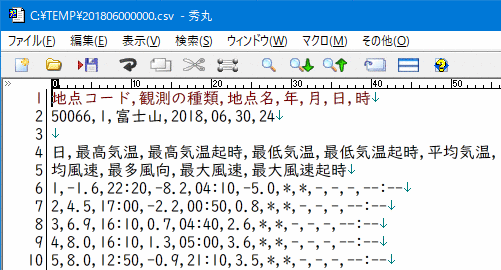 C:¥TEMP¥201806000000.csv - 秀丸
ファイル(F) 編集(E) 表示(V) 検索(S) ウィンドウ(W) マクロ(M) その他(O)
0 10 20 30 40 50
1 地点コード,観測の種類,地点名,年,月,日,時↓
2 50066,1,富士山,2018,06,30,24↓
3 ↓
4 日,最高気温,最高気温起時,最低気温,最低気温起時,平均気温,
5 均風速,最多風向,最大風速,最大風速起時↓
6 1,-1.6,22:20,-8.2,04:10,-5.0,*,*,-,-,-,--:--↓
7 2,4.5,17:00,-2.2,00:50,0.8,*,*,-,-,-,--:--↓
8 3,6.9,16:10,0.7,04:40,2.6,*,*,-,-,-,--:--↓
9 4,8.0,16:10,1.3,05:00,3.6,*,*,-,-,-,--:--↓
10 5,8.0,12:50,-0.9,21:10,3.5,*,*,-,-,-,--:--↓